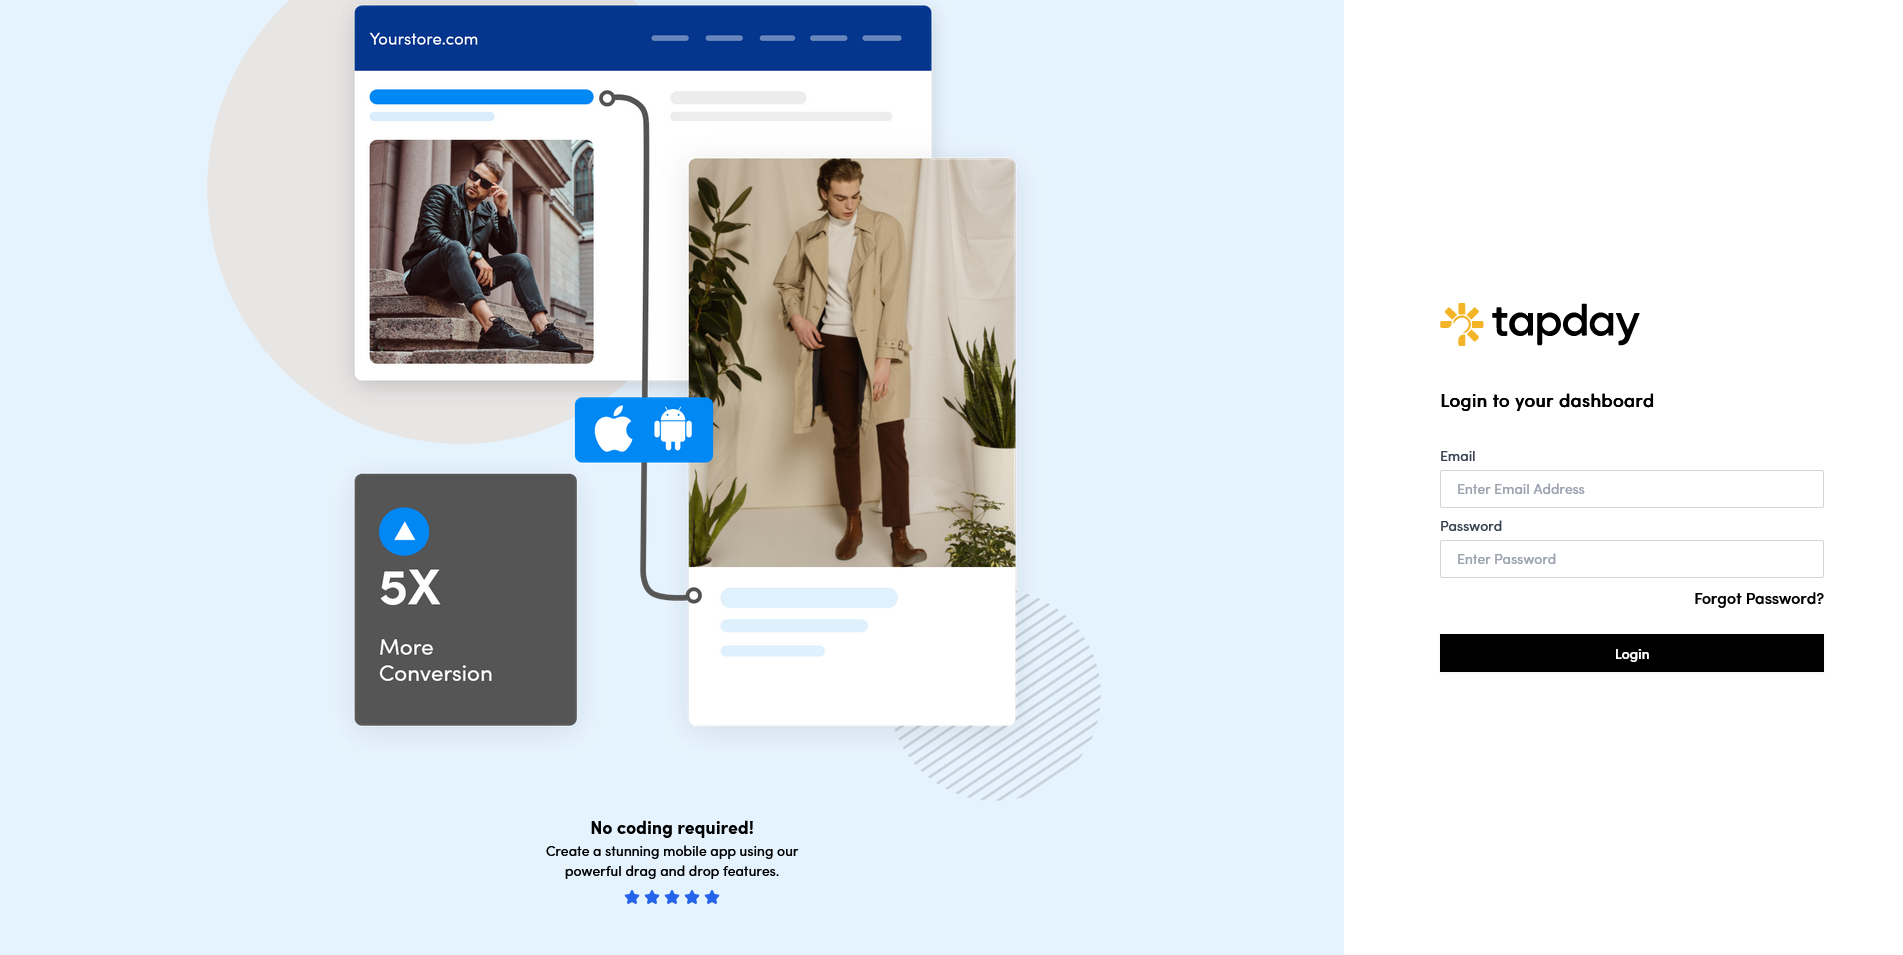 Yourstore.com
5X
More
Conversion
No coding required!
Create a stunning mobile app using our
powerful drag and drop features.
tapday
Login to your dashboard
Email
Enter Email Address
Password
Enter Password
Forgot Password?
Login